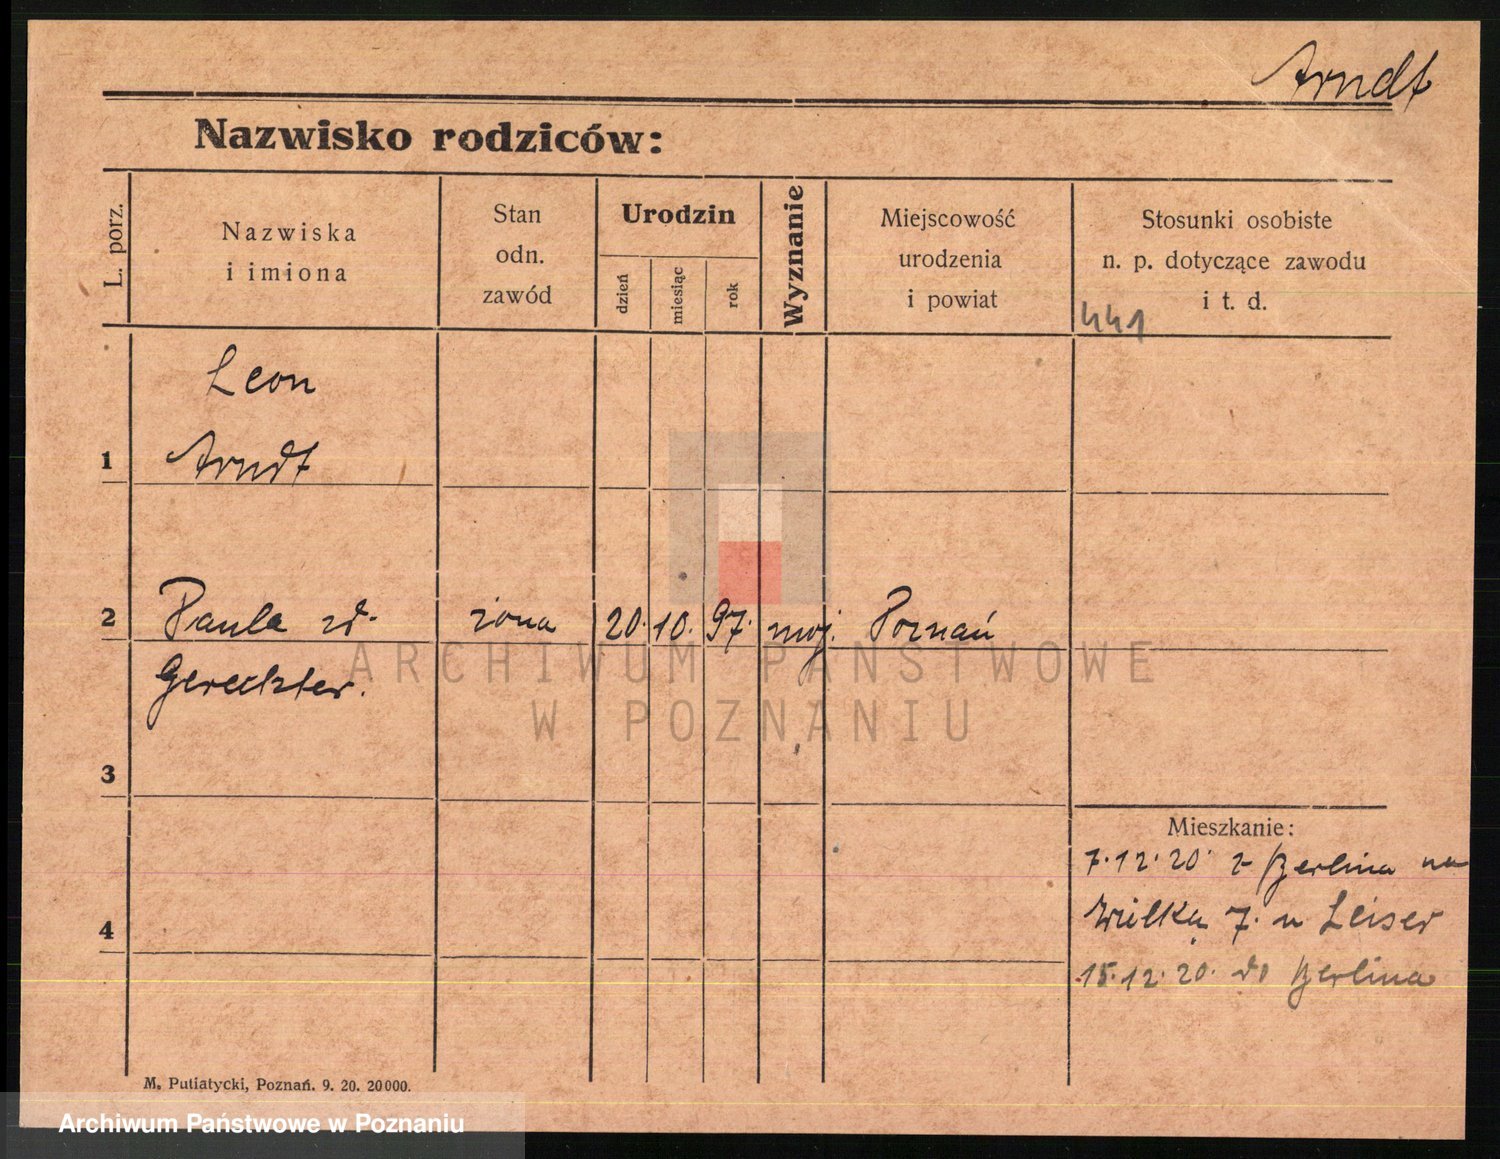 Arndt
Nazwisko rodziców:
L. porz.
Nazwiska
i imiona
Stan
odn.
zawód
Urodzin
dzień
miesiąc
rok
Wyznanie
Miejscowość
urodzenia
i powiat
Stosunki osobiste
n. p. dotyczące zawodu
i t. d.
441
Leon
1 Arndt
2 Paula zd. żona 20. 10. 97. moj. Poznań
Gereckter.
3
4
Mieszkanie:
7.12.20 z Berlina na
Wielką 7. u Leiser
15.12.20. do Berlina
M. Putiatycki, Poznań. 9. 20. 20000.
ARCHIWUM PAŃSTWOWE
W POZNANIU
Archiwum Państwowe w Poznaniu